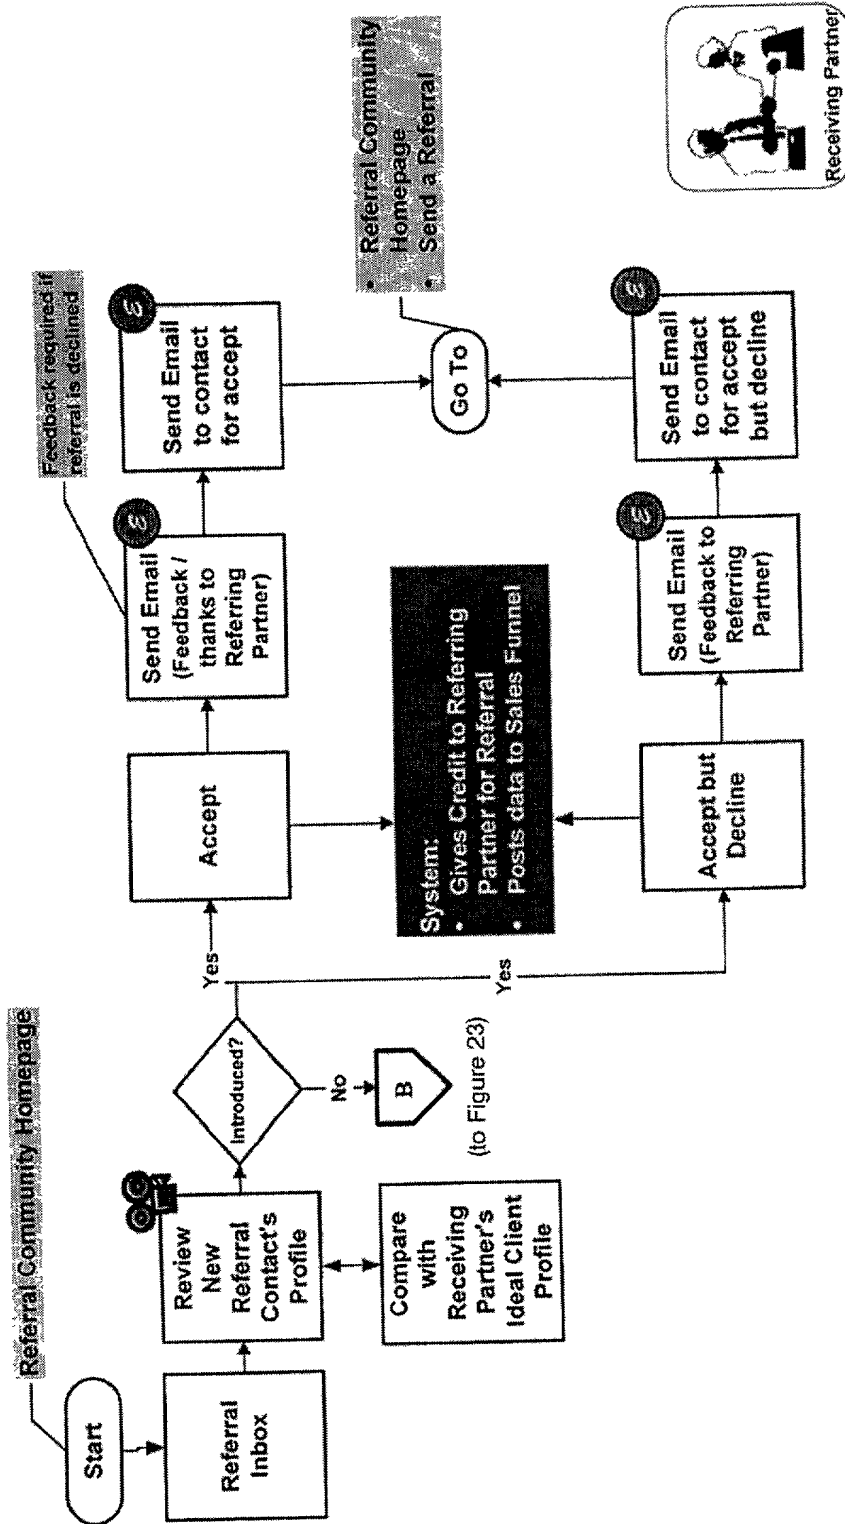 Referral Community Homepage
Start
Referral
Inbox
Review
New
Referral
Contact's
Profile
Compare
with
Receiving
Partner's
Ideal Client
Profile
Introduced?
No
B
(to Figure 23)
Yes
Yes
Accept
System:
• Gives Credit to Referring
Partner for Referral
• Posts data to Sales Funnel
Accept but
Decline
Feedback required if
referral is declined
Send Email
(Feedback /
thanks to
Referring
Partner)
ε
Send Email
to contact
for accept
ε
Send Email
(Feedback to
Referring
Partner)
ε
Send Email
to contact
for accept
but decline
ε
Go To
• Referral Community
Homepage
• Send a Referral
Receiving Partner